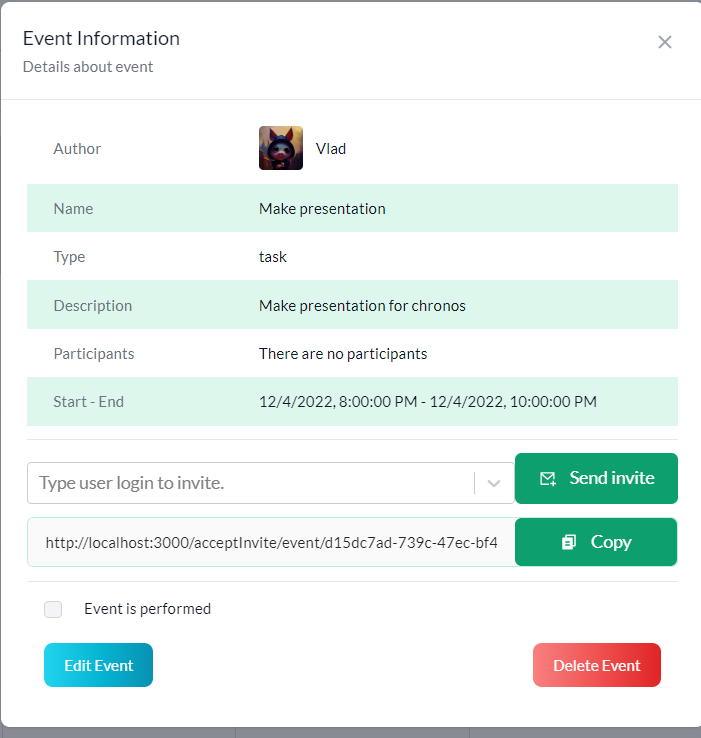 Event Information
Details about event
Author Vlad
Name Make presentation
Type task
Description Make presentation for chronos
Participants There are no participants
Start - End 12/4/2022, 8:00:00 PM - 12/4/2022, 10:00:00 PM
Type user login to invite. Send invite
http://localhost:3000/acceptInvite/event/d15dc7ad-739c-47ec-bf4 Copy
Event is performed
Edit Event Delete Event